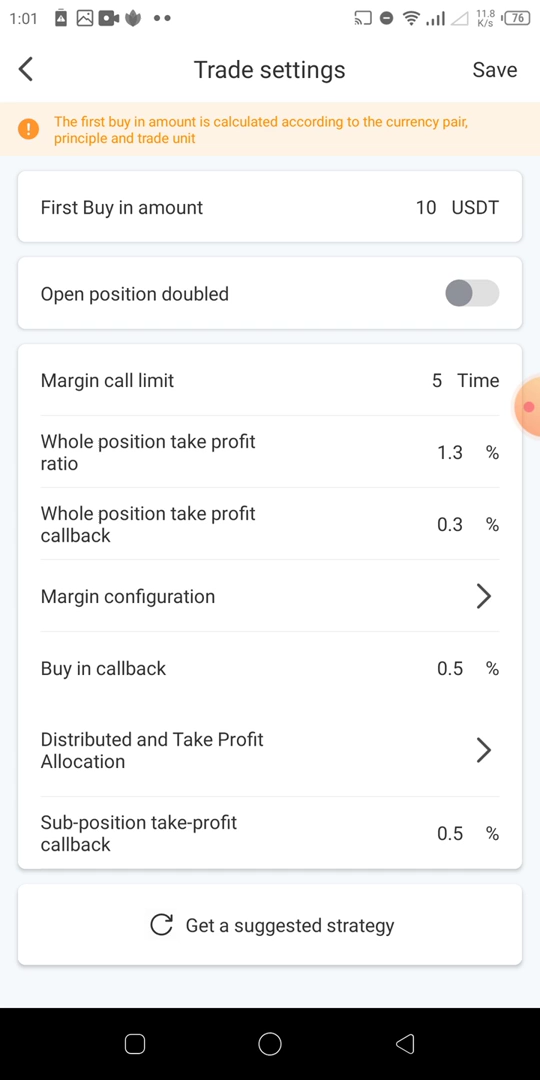 1:01
11.8
K/s
76
Trade settings
Save
The first buy in amount is calculated according to the currency pair,
principle and trade unit
First Buy in amount
10 USDT
Open position doubled
Margin call limit
5 Time
Whole position take profit
ratio
1.3 %
Whole position take profit
callback
0.3 %
Margin configuration
Buy in callback
0.5 %
Distributed and Take Profit
Allocation
Sub-position take-profit
callback
0.5 %
Get a suggested strategy